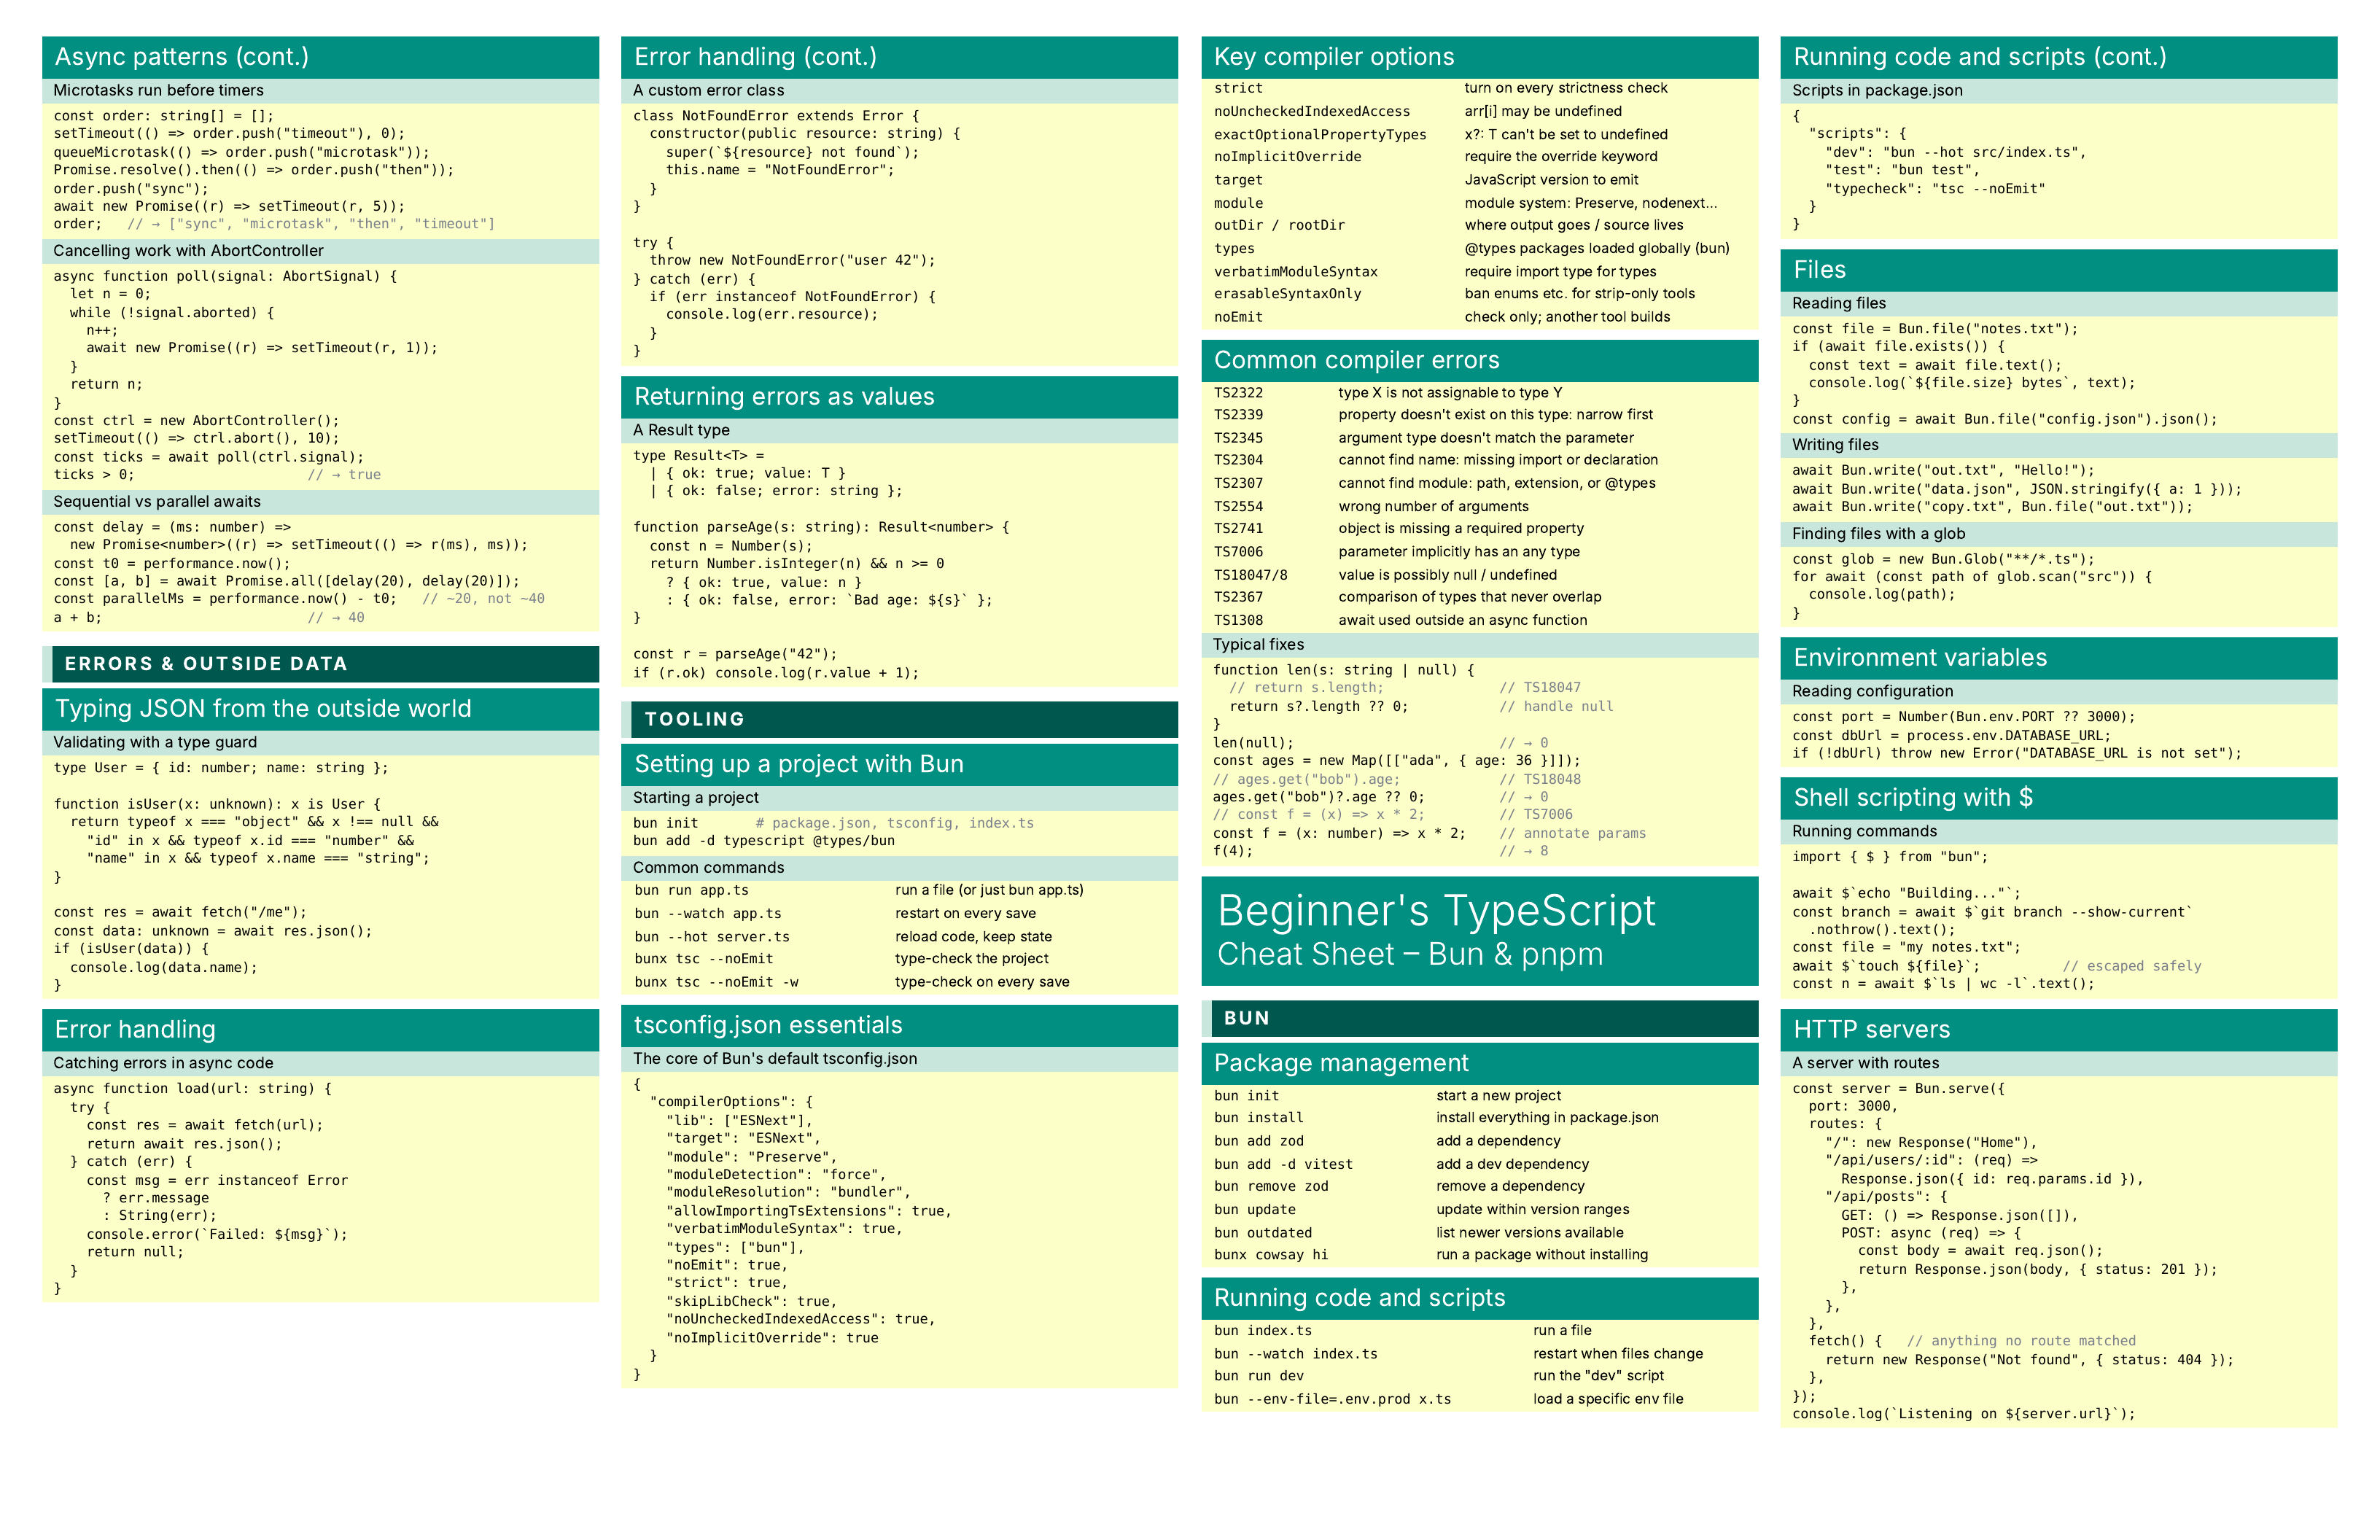 Async patterns (cont.)
Microtasks run before timers
const order: string[] = [];
setTimeout(() => order.push("timeout"), 0);
queueMicrotask(() => order.push("microtask"));
Promise.resolve().then(() => order.push("then"));
order.push("sync");
await new Promise((r) => setTimeout(r, 5));
order;   // → ["sync", "microtask", "then", "timeout"]
Cancelling work with AbortController
async function poll(signal: AbortSignal) {
  let n = 0;
  while (!signal.aborted) {
    n++;
    await new Promise((r) => setTimeout(r, 1));
  }
  return n;
}
const ctrl = new AbortController();
setTimeout(() => ctrl.abort(), 10);
const ticks = await poll(ctrl.signal);
ticks > 0;                     // → true
Sequential vs parallel awaits
const delay = (ms: number) =>
  new Promise<number>((r) => setTimeout(() => r(ms), ms));
const t0 = performance.now();
const [a, b] = await Promise.all([delay(20), delay(20)]);
const parallelMs = performance.now() - t0;   // ~20, not ~40
a + b;                         // → 40
ERRORS & OUTSIDE DATA
Typing JSON from the outside world
Validating with a type guard
type User = { id: number; name: string };
function isUser(x: unknown): x is User {
  return typeof x === "object" && x !== null &&
    "id" in x && typeof x.id === "number" &&
    "name" in x && typeof x.name === "string";
}
const res = await fetch("/me");
const data: unknown = await res.json();
if (isUser(data)) {
  console.log(data.name);
}
Error handling
Catching errors in async code
async function load(url: string) {
  try {
    const res = await fetch(url);
    return await res.json();
  } catch (err) {
    const msg = err instanceof Error
      ? err.message
      : String(err);
    console.error(`Failed: ${msg}`);
    return null;
  }
}
Error handling (cont.)
A custom error class
class NotFoundError extends Error {
  constructor(public resource: string) {
    super(`${resource} not found`);
    this.name = "NotFoundError";
  }
}
try {
  throw new NotFoundError("user 42");
} catch (err) {
  if (err instanceof NotFoundError) {
    console.log(err.resource);
  }
}
Returning errors as values
A Result type
type Result<T> =
  | { ok: true; value: T }
  | { ok: false; error: string };
function parseAge(s: string): Result<number> {
  const n = Number(s);
  return Number.isInteger(n) && n >= 0
    ? { ok: true, value: n }
    : { ok: false, error: `Bad age: ${s}` };
}
const r = parseAge("42");
if (r.ok) console.log(r.value + 1);
TOOLING
Setting up a project with Bun
Starting a project
bun init       # package.json, tsconfig, index.ts
bun add -d typescript @types/bun
Common commands
bun run app.ts   run a file (or just bun app.ts)
bun --watch app.ts   restart on every save
bun --hot server.ts   reload code, keep state
bunx tsc --noEmit   type-check the project
bunx tsc --noEmit -w   type-check on every save
tsconfig.json essentials
The core of Bun's default tsconfig.json
{
  "compilerOptions": {
    "lib": ["ESNext"],
    "target": "ESNext",
    "module": "Preserve",
    "moduleDetection": "force",
    "moduleResolution": "bundler",
    "allowImportingTsExtensions": true,
    "verbatimModuleSyntax": true,
    "types": ["bun"],
    "noEmit": true,
    "strict": true,
    "skipLibCheck": true,
    "noUncheckedIndexedAccess": true,
    "noImplicitOverride": true
  }
}
Key compiler options
strict   turn on every strictness check
noUncheckedIndexedAccess   arr[i] may be undefined
exactOptionalPropertyTypes   x?: T can't be set to undefined
noImplicitOverride   require the override keyword
target   JavaScript version to emit
module   module system: Preserve, nodenext…
outDir / rootDir   where output goes / source lives
types   @types packages loaded globally (bun)
verbatimModuleSyntax   require import type for types
erasableSyntaxOnly   ban enums etc. for strip-only tools
noEmit   check only; another tool builds
Common compiler errors
TS2322   type X is not assignable to type Y
TS2339   property doesn't exist on this type: narrow first
TS2345   argument type doesn't match the parameter
TS2304   cannot find name: missing import or declaration
TS2307   cannot find module: path, extension, or @types
TS2554   wrong number of arguments
TS2741   object is missing a required property
TS7006   parameter implicitly has an any type
TS18047/8   value is possibly null / undefined
TS2367   comparison of types that never overlap
TS1308   await used outside an async function
Typical fixes
function len(s: string | null) {
  // return s.length;              // TS18047
  return s?.length ?? 0;           // handle null
}
len(null);                         // → 0
const ages = new Map([["ada", { age: 36 }]]);
// ages.get("bob").age;            // TS18048
ages.get("bob")?.age ?? 0;         // → 0
// const f = (x) => x * 2;         // TS7006
const f = (x: number) => x * 2;    // annotate params
f(4);                              // → 8
Beginner's TypeScript
Cheat Sheet – Bun & pnpm
BUN
Package management
bun init   start a new project
bun install   install everything in package.json
bun add zod   add a dependency
bun add -d vitest   add a dev dependency
bun remove zod   remove a dependency
bun update   update within version ranges
bun outdated   list newer versions available
bunx cowsay hi   run a package without installing
Running code and scripts
bun index.ts   run a file
bun --watch index.ts   restart when files change
bun run dev   run the "dev" script
bun --env-file=.env.prod x.ts   load a specific env file
Running code and scripts (cont.)
Scripts in package.json
{
  "scripts": {
    "dev": "bun --hot src/index.ts",
    "test": "bun test",
    "typecheck": "tsc --noEmit"
  }
}
Files
Reading files
const file = Bun.file("notes.txt");
if (await file.exists()) {
  const text = await file.text();
  console.log(`${file.size} bytes`, text);
}
const config = await Bun.file("config.json").json();
Writing files
await Bun.write("out.txt", "Hello!");
await Bun.write("data.json", JSON.stringify({ a: 1 }));
await Bun.write("copy.txt", Bun.file("out.txt"));
Finding files with a glob
const glob = new Bun.Glob("**/*.ts");
for await (const path of glob.scan("src")) {
  console.log(path);
}
Environment variables
Reading configuration
const port = Number(Bun.env.PORT ?? 3000);
const dbUrl = process.env.DATABASE_URL;
if (!dbUrl) throw new Error("DATABASE_URL is not set");
Shell scripting with $
Running commands
import { $ } from "bun";
await $`echo "Building..."`;
const branch = await $`git branch --show-current`
  .nothrow().text();
const file = "my notes.txt";
await $`touch ${file}`;          // escaped safely
const n = await $`ls | wc -l`.text();
HTTP servers
A server with routes
const server = Bun.serve({
  port: 3000,
  routes: {
    "/": new Response("Home"),
    "/api/users/:id": (req) =>
      Response.json({ id: req.params.id }),
    "/api/posts": {
      GET: () => Response.json([]),
      POST: async (req) => {
        const body = await req.json();
        return Response.json(body, { status: 201 });
      },
    },
  },
  fetch() {   // anything no route matched
    return new Response("Not found", { status: 404 });
  },
});
console.log(`Listening on ${server.url}`);